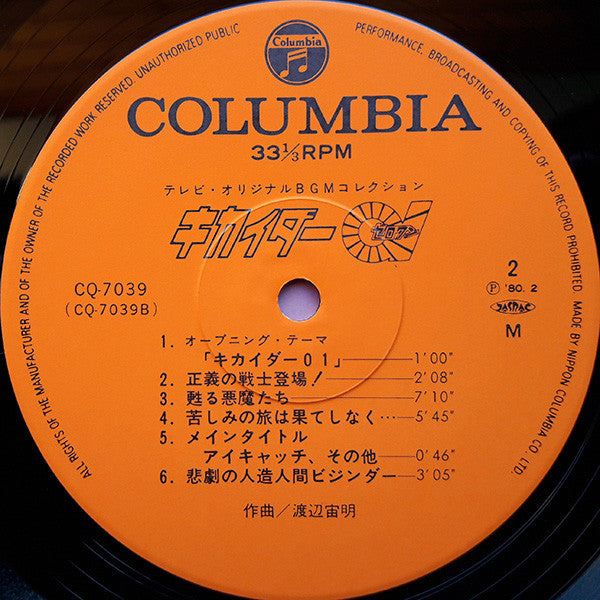 ALL RIGHTS OF THE MANUFACTURER AND OF THE OWNER OF THE RECORDED WORK RESERVED. UNAUTHORIZED PUBLIC PERFORMANCE, BROADCASTING AND COPYING OF THIS RECORD PROHIBITED. MADE BY NIPPON COLUMBIA CO., LTD.
Columbia
COLUMBIA
33 1/3 RPM
テレビ・オリジナルBGMコレクション
キカイダー ゼロワン
CQ-7039
(CQ-7039B)
2
Ⓟ '80. 2
JASRAC
M
1. オープニング・テーマ
「キカイダー01」——1'00"
2. 正義の戦士登場！——2'08"
3. 甦る悪魔たち——7'10"
4. 苦しみの旅は果てしなく…——5'45"
5. メインタイトル
アイキャッチ、その他——0'46"
6. 悲劇の人造人間ビジンダー——3'05"
作曲／渡辺宙明